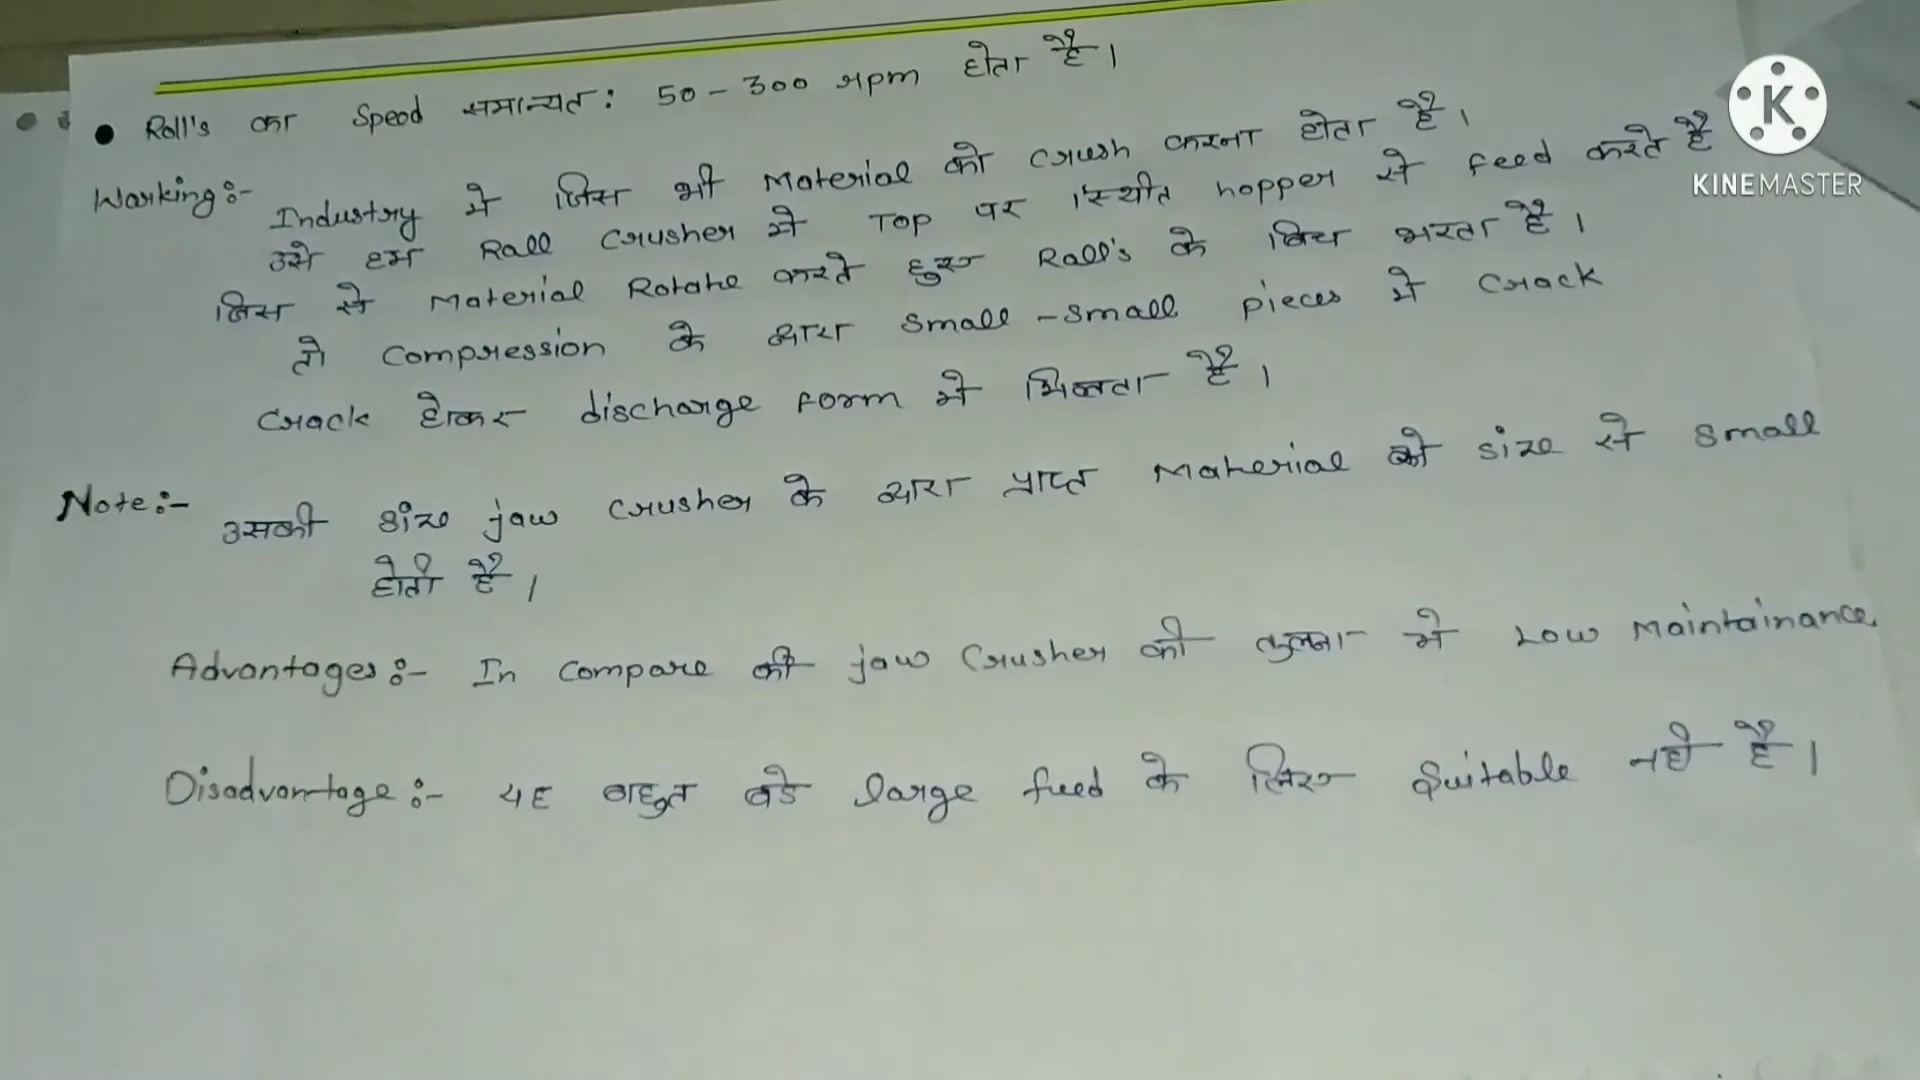 • Roll's का Speed समान्यत: 50-300 rpm होता है।
Working:- Industry मे जिस भी Material को Crush करना होता है।
उसे हम Roll Crusher मे Top पर स्थीत hopper से Feed करते है
जिस से Material Rotate करते हुए Roll's के बिच भरता है।
तो Compression के द्वारा small-small pieces मे Crack
Crack होकर discharge Form मे मिलता है।
Note:- उसकी size jaw Crusher के द्वारा प्राप्त Material को size से small
होती है।
Advantages:- In Compare की jaw Crusher की तुलना मे Low Maintainance
Disadvantage:- यह बाहुत बडे large feed के लिए Suitable नही है।
K
KINEMASTER